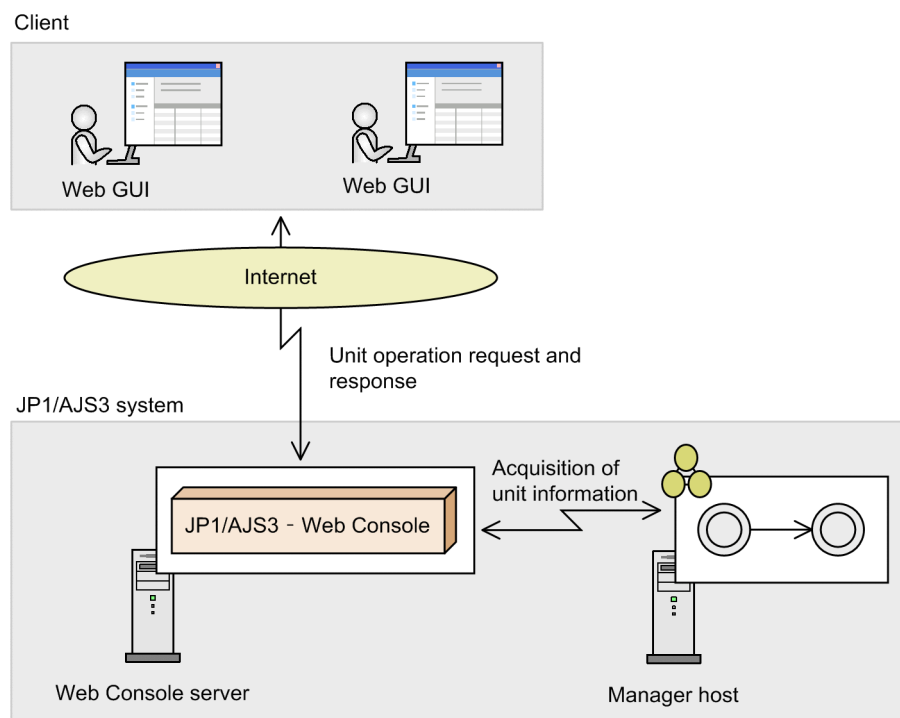 Client
Web GUI
Web GUI
Internet
Unit operation request and
response
JP1/AJS3 system
Acquisition of
unit information
JP1/AJS3 - Web Console
Web Console server
Manager host